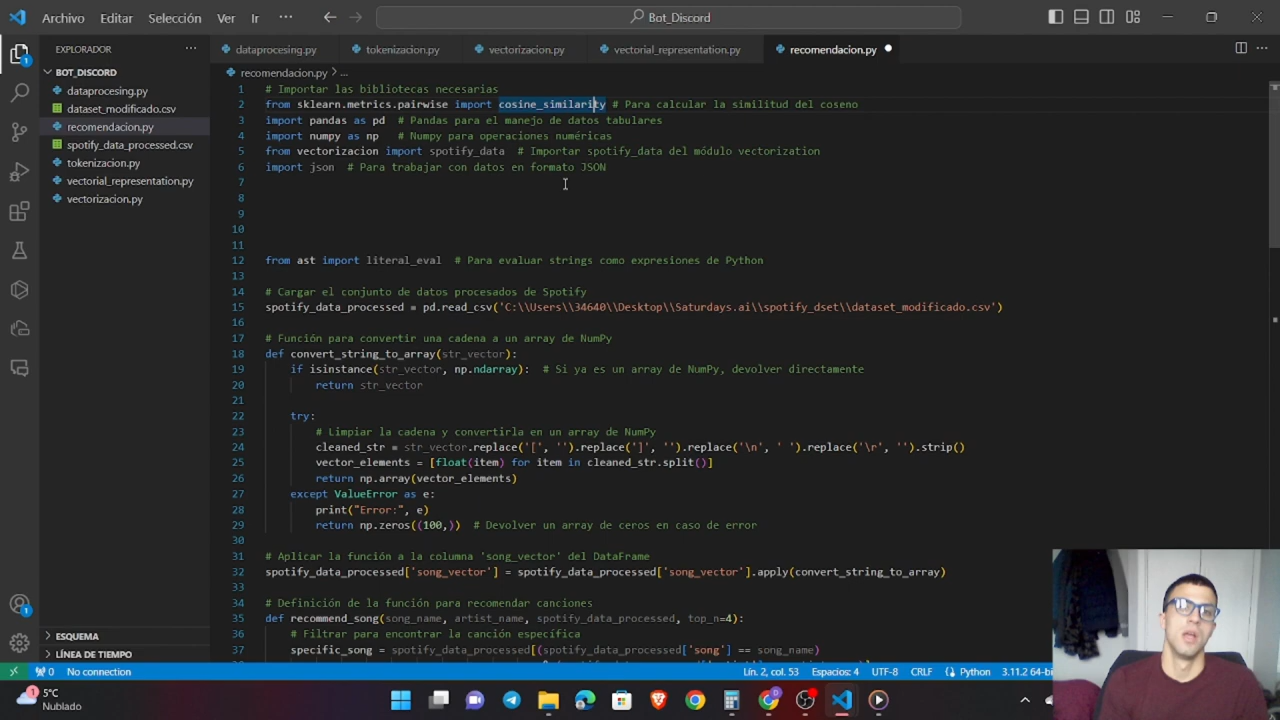 Archivo Editar Selección Ver Ir ··· Bot_Discord
EXPLORADOR ···
BOT_DISCORD
dataprocesing.py
dataset_modificado.csv
recomendacion.py
spotify_data_processed.csv
tokenizacion.py
vectorial_representation.py
vectorizacion.py
ESQUEMA
LÍNEA DE TIEMPO
dataprocesing.py tokenizacion.py vectorizacion.py vectorial_representation.py recomendacion.py
recomendacion.py > ...
1 # Importar las bibliotecas necesarias
2 from sklearn.metrics.pairwise import cosine_similarity # Para calcular la similitud del coseno
3 import pandas as pd # Pandas para el manejo de datos tabulares
4 import numpy as np # Numpy para operaciones numéricas
5 from vectorizacion import spotify_data # Importar spotify_data del módulo vectorization
6 import json # Para trabajar con datos en formato JSON
7
8
9
10
11
12 from ast import literal_eval # Para evaluar strings como expresiones de Python
13
14 # Cargar el conjunto de datos procesados de Spotify
15 spotify_data_processed = pd.read_csv('C:\\Users\\34640\\Desktop\\Saturdays.ai\\spotify_dset\\dataset_modificado.csv')
16
17 # Función para convertir una cadena a un array de NumPy
18 def convert_string_to_array(str_vector):
19 if isinstance(str_vector, np.ndarray): # Si ya es un array de NumPy, devolver directamente
20 return str_vector
21
22 try:
23 # Limpiar la cadena y convertirla en un array de NumPy
24 cleaned_str = str_vector.replace('[', '').replace(']', '').replace('\n', ' ').replace('\r', '').strip()
25 vector_elements = [float(item) for item in cleaned_str.split()]
26 return np.array(vector_elements)
27 except ValueError as e:
28 print("Error:", e)
29 return np.zeros((100,)) # Devolver un array de ceros en caso de error
30
31 # Aplicar la función a la columna 'song_vector' del DataFrame
32 spotify_data_processed['song_vector'] = spotify_data_processed['song_vector'].apply(convert_string_to_array)
33
34 # Definición de la función para recomendar canciones
35 def recommend_song(song_name, artist_name, spotify_data_processed, top_n=4):
36 # Filtrar para encontrar la canción específica
37 specific_song = spotify_data_processed[(spotify_data_processed['song'] == song_name)
0 No connection Lín. 2, col. 53 Espacios: 4 UTF-8 CRLF Python 3.11.2 64-bi
1 5°C
Nublado